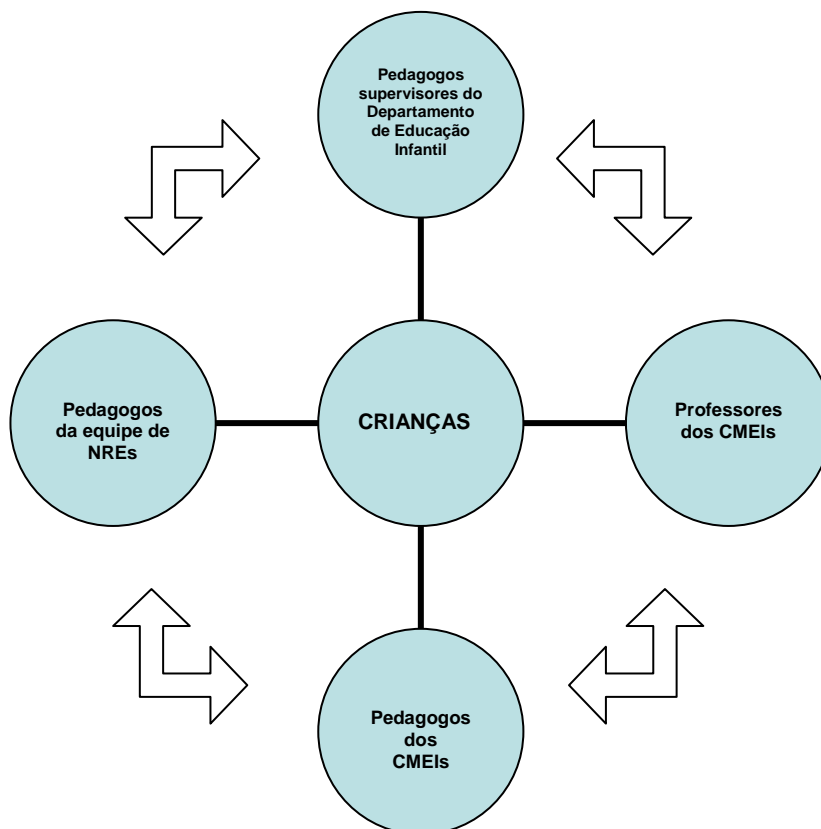 Pedagogos
supervisores do
Departamento
de Educação
Infantil
Pedagogos
da equipe de
NREs
CRIANÇAS
Professores
dos CMEIs
Pedagogos
dos
CMEIs